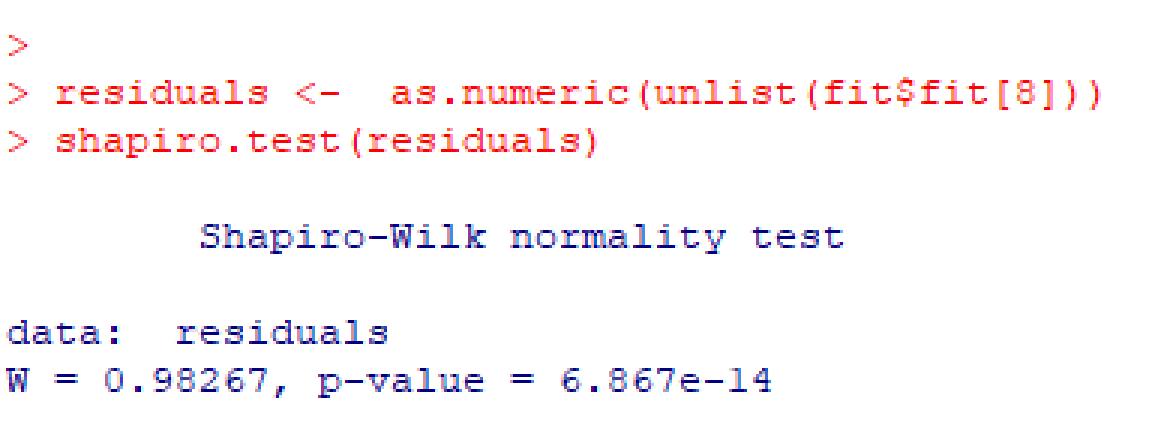 >
> residuals <-  as.numeric(unlist(fit$fit[8]))
> shapiro.test(residuals)
Shapiro-Wilk normality test
data:  residuals
W = 0.98267, p-value = 6.867e-14